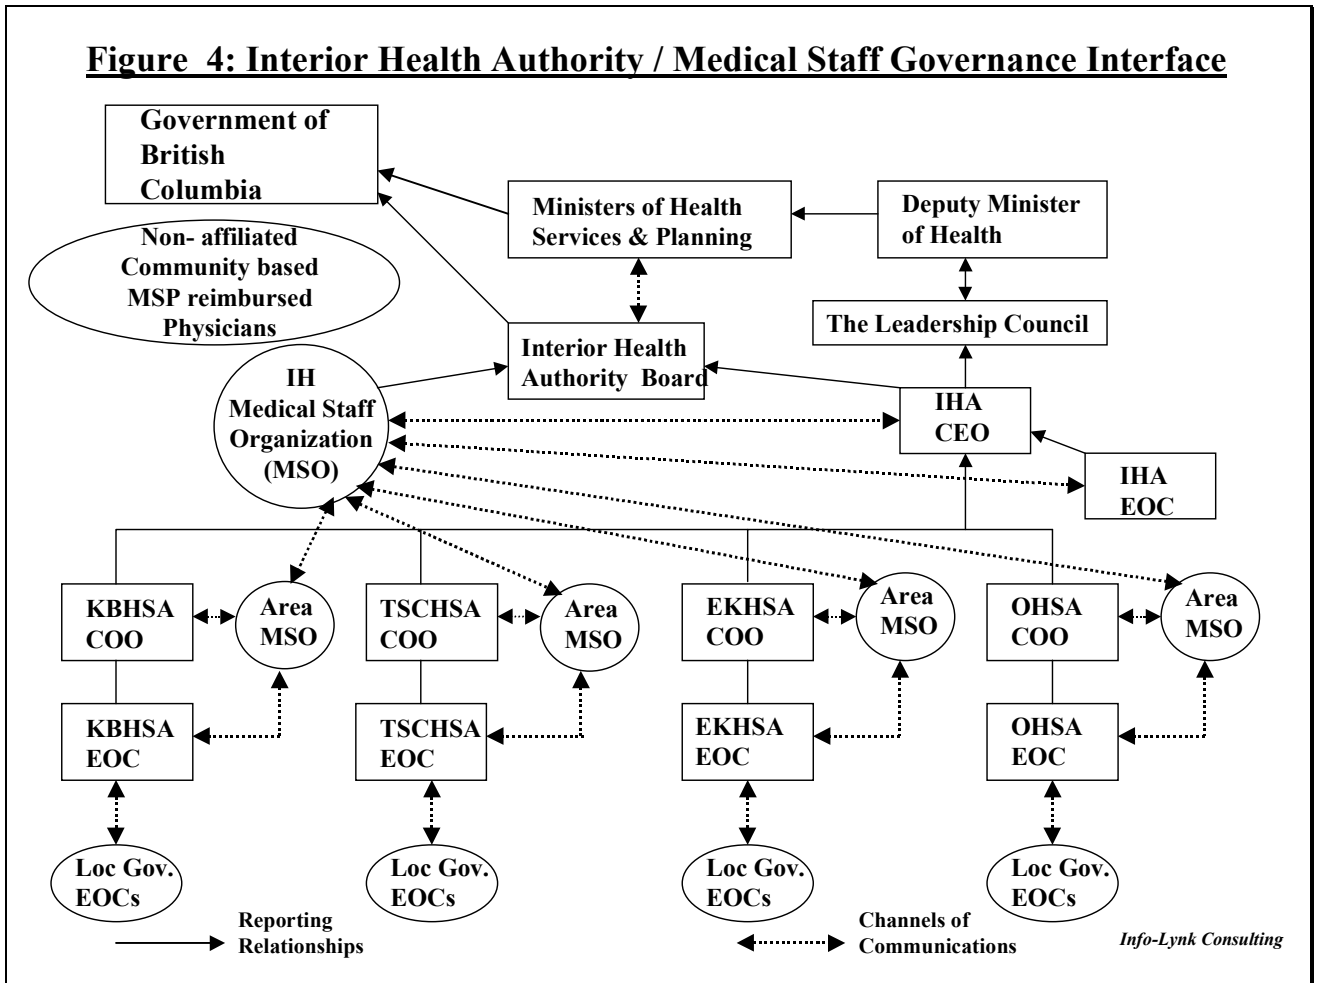 Figure 4: Interior Health Authority / Medical Staff Governance Interface
Government of
British
Columbia
Ministers of Health
Services & Planning
Deputy Minister
of Health
Non- affiliated
Community based
MSP reimbursed
Physicians
The Leadership Council
Interior Health
Authority Board
IH
Medical Staff
Organization
(MSO)
IHA
CEO
IHA
EOC
KBHSA
COO
Area
MSO
TSCHSA
COO
Area
MSO
EKHSA
COO
Area
MSO
OHSA
COO
Area
MSO
KBHSA
EOC
TSCHSA
EOC
EKHSA
EOC
OHSA
EOC
Loc Gov.
EOCs
Loc Gov.
EOCs
Loc Gov.
EOCs
Loc Gov.
EOCs
Reporting
Relationships
Channels of
Communications
Info-Lynk Consulting